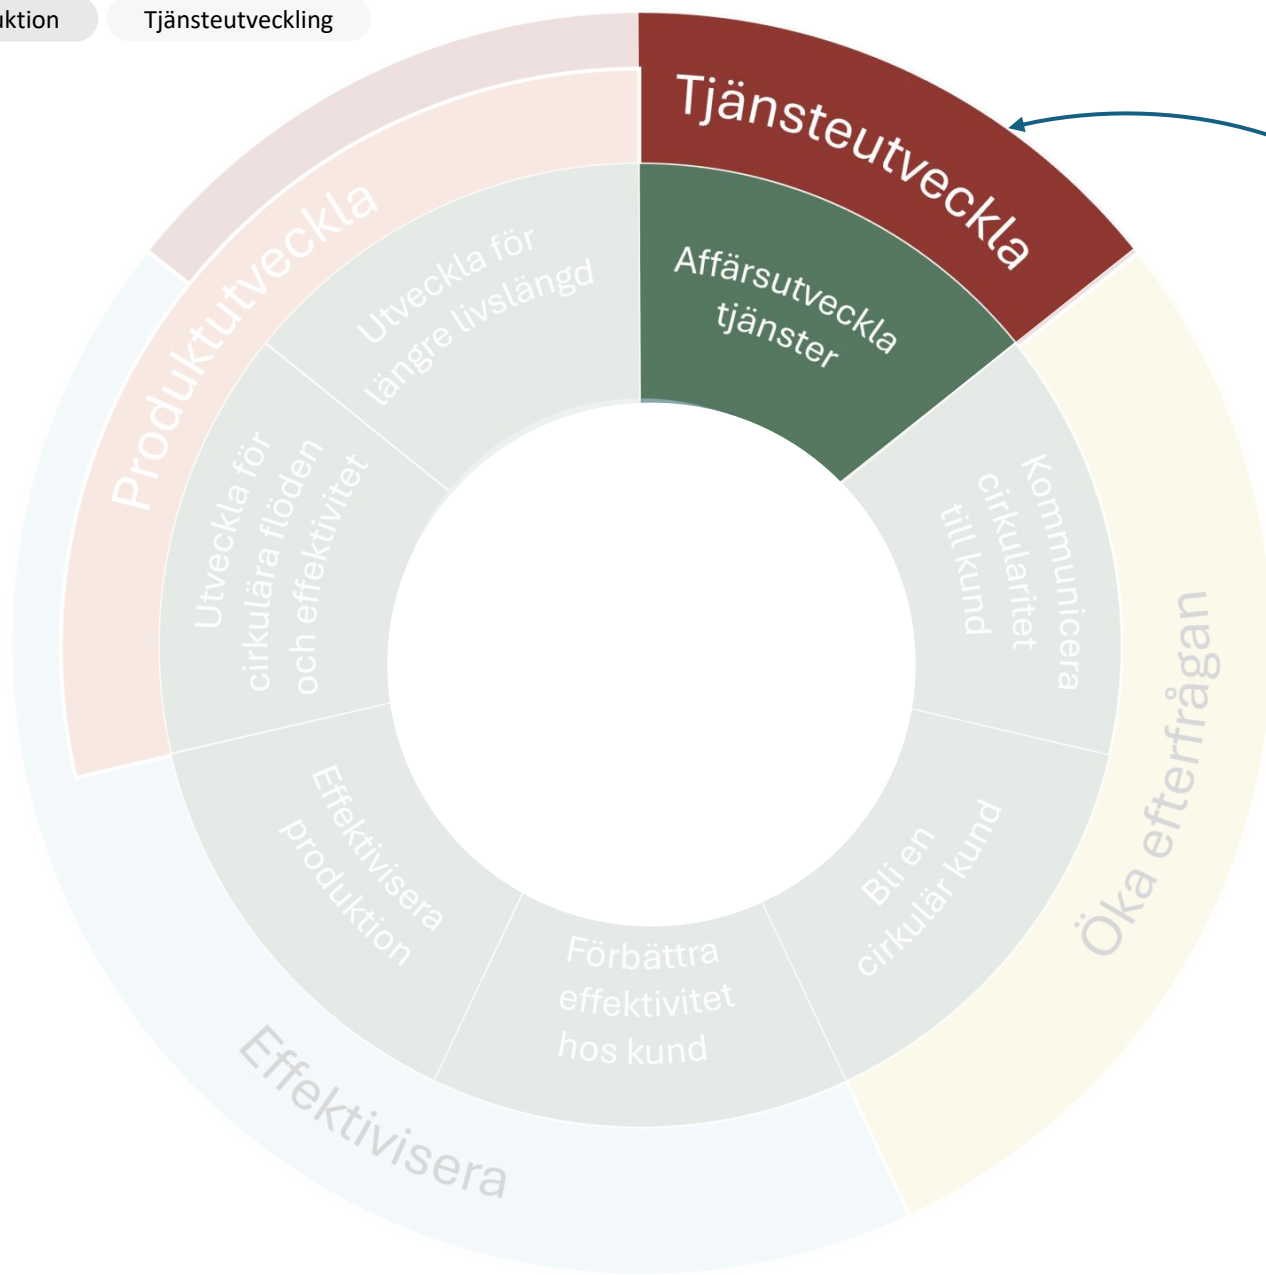 Tjänsteutveckling
Tjänsteutveckla
Affärsutveckla
tjänster
Kommunicera
cirkularitet
till kund
Öka efterfrågan
Bli en
cirkulär kund
Förbättra
effektivitet
hos kund
Effektivisera
Effektivisera
produktion
Utveckla för
cirkulära flöden
och effektivitet
Produktutveckla
Utveckla för
längre livslängd